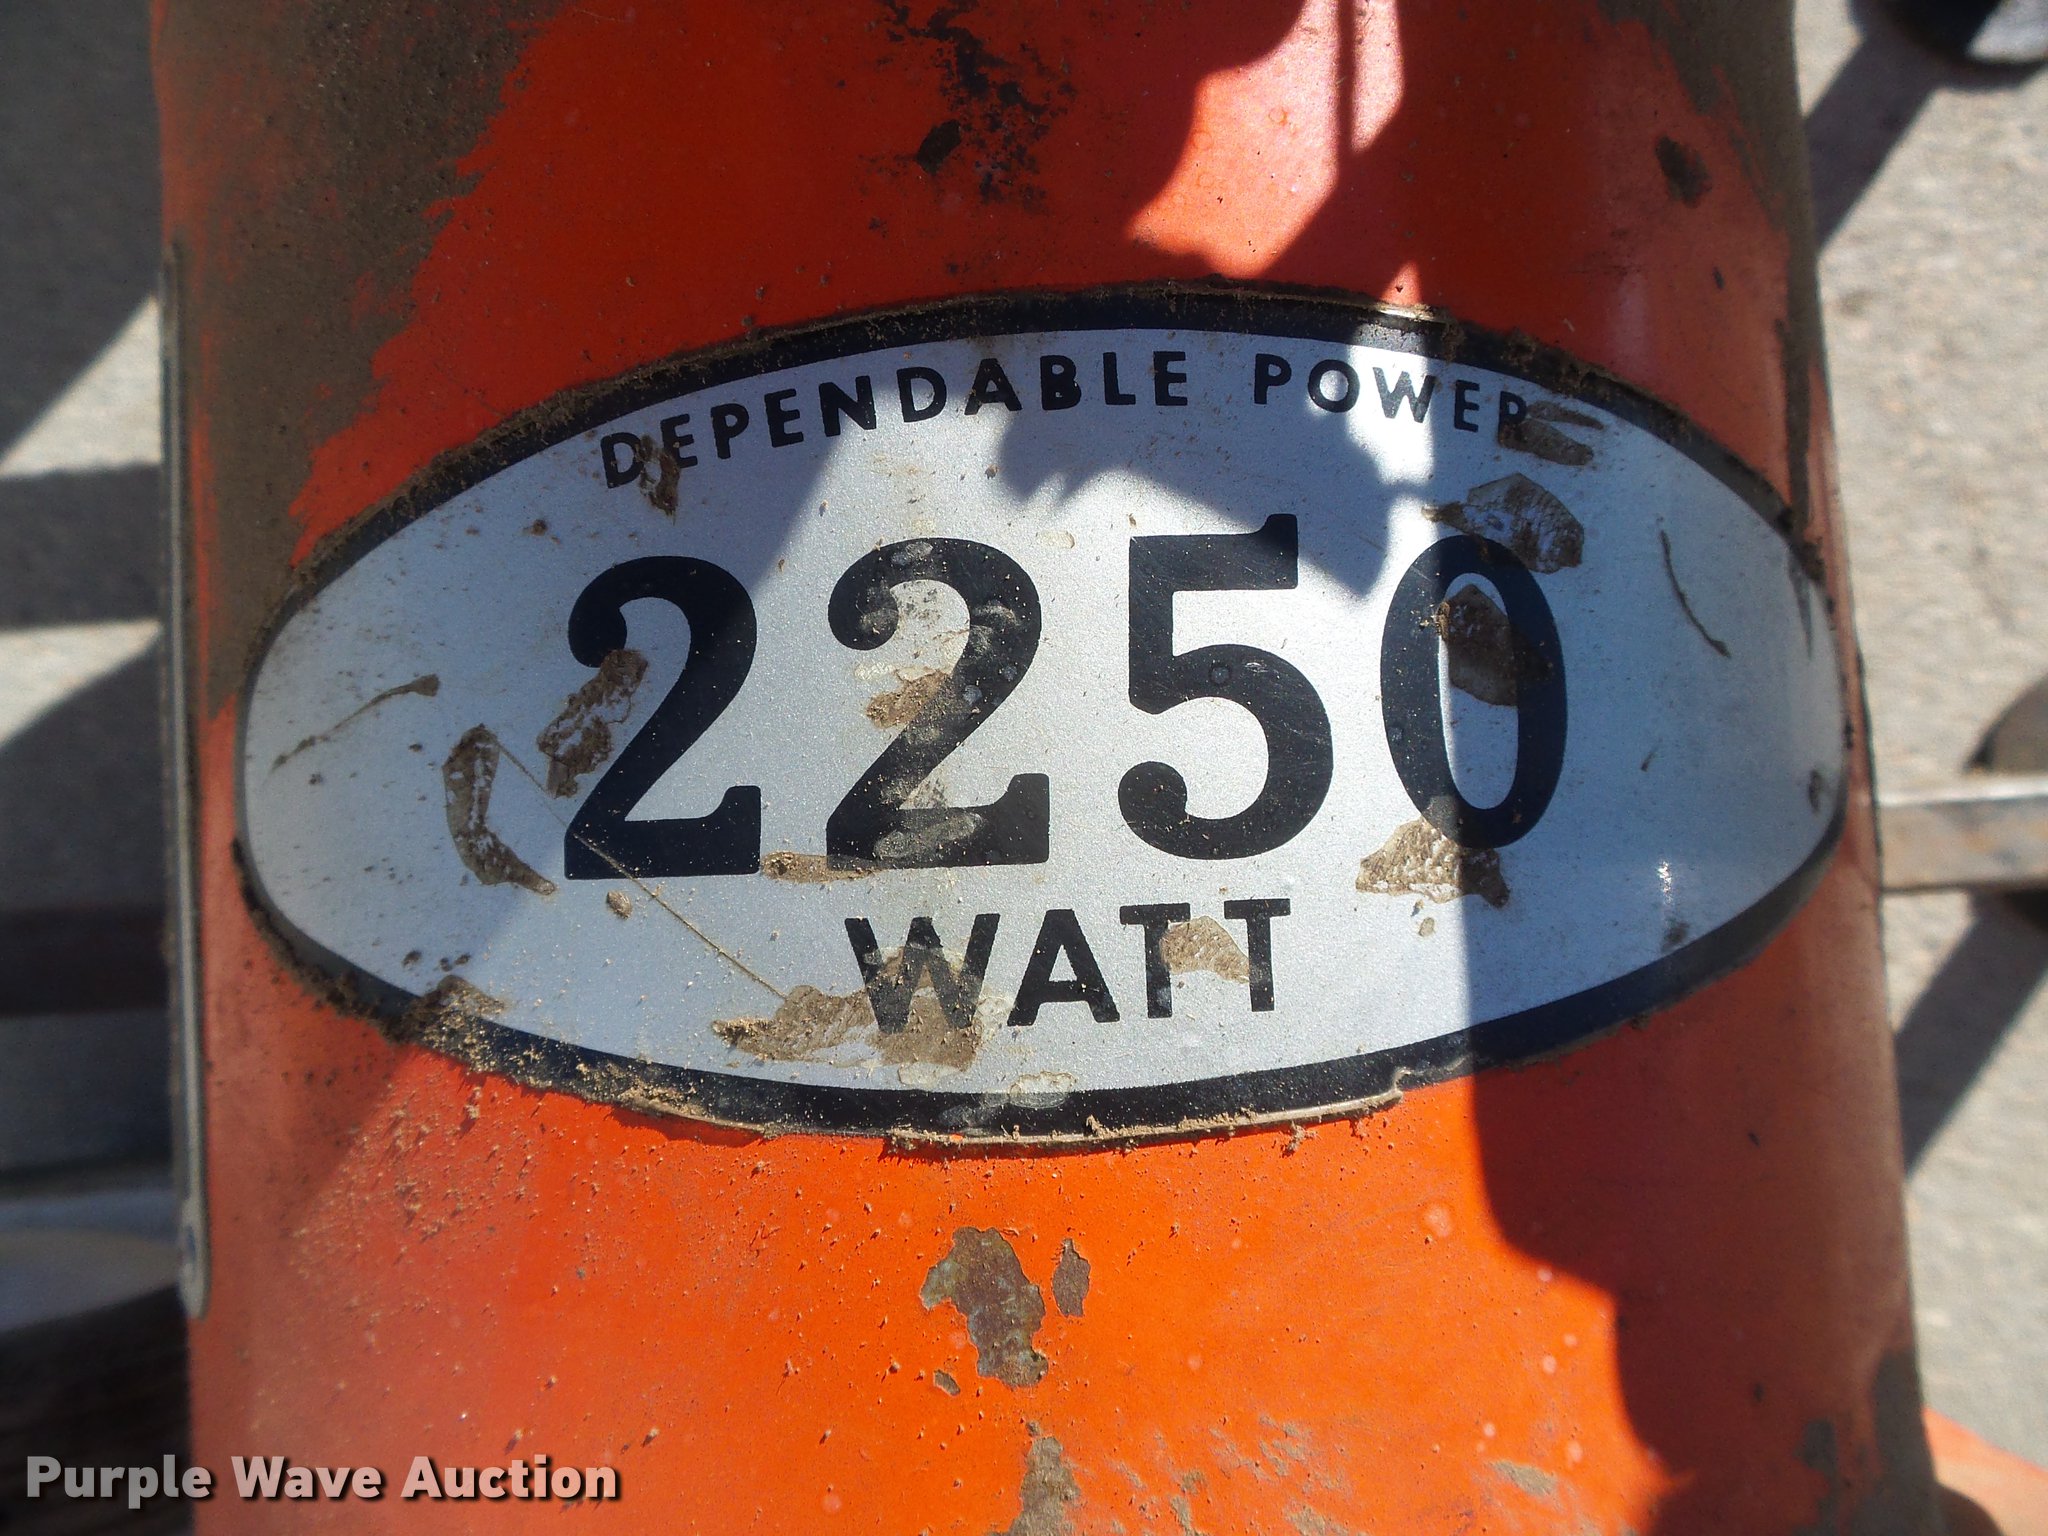 DEPENDABLE POWER
2250
WATT
Purple Wave Auction